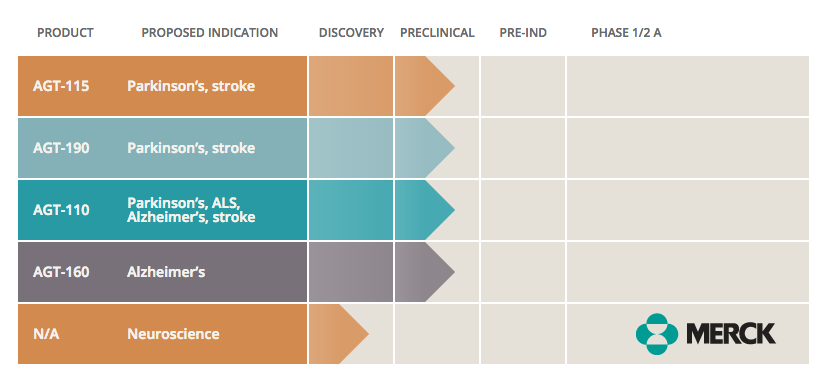 PRODUCT PROPOSED INDICATION DISCOVERY PRECLINICAL PRE-IND PHASE 1/2 A
AGT-115 Parkinson’s, stroke
AGT-190 Parkinson’s, stroke
AGT-110 Parkinson’s, ALS,
Alzheimer’s, stroke
AGT-160 Alzheimer’s
N/A Neuroscience MERCK